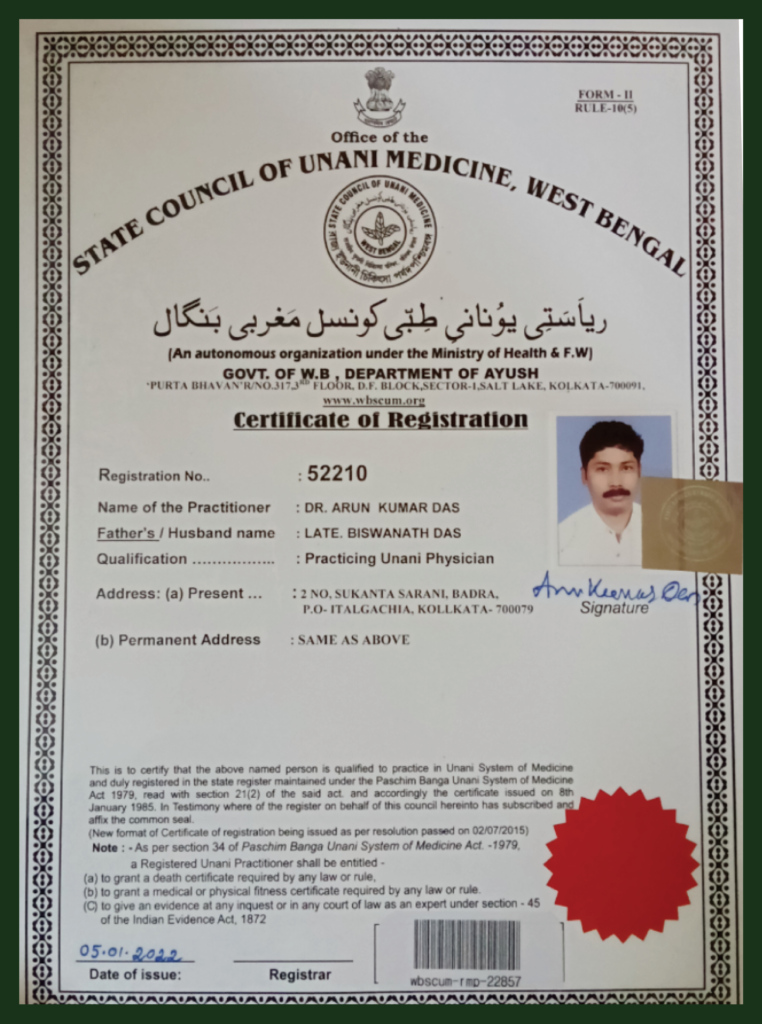 FORM - II
RULE-10(5)
Office of the
STATE COUNCIL OF UNANI MEDICINE, WEST BENGAL
STATE COUNCIL OF UNANI MEDICINE
WEST BENGAL
ریاَستِی یوُنانیِ طِبّی کونسل مَغربی بَنگال
(An autonomous organization under the Ministry of Health & F.W)
GOVT. OF W.B , DEPARTMENT OF AYUSH
'PURTA BHAVAN'R/NO.317,3RD FLOOR, D.F. BLOCK,SECTOR-1,SALT LAKE, KOLKATA-700091.
www.wbscum.org
Certificate of Registration
Registration No.. : 52210
Name of the Practitioner : DR. ARUN KUMAR DAS
Father's / Husband name : LATE. BISWANATH DAS
Qualification ................. : Practicing Unani Physician
Address: (a) Present ... : 2 NO, SUKANTA SARANI, BADRA,
P.O- ITALGACHIA, KOLLKATA- 700079
Signature
(b) Permanent Address : SAME AS ABOVE
This is to certify that the above named person is qualified to practice in Unani System of Medicine
and duly registered in the state register maintained under the Paschim Banga Unani System of Medicine
Act 1979, read with section 21(2) of the said act. and accordingly the certificate issued on 8th
January 1985. In Testimony where of the register on behalf of this council hereinto has subscribed and
affix the common seal.
(New format of Certificate of registration being issued as per resolution passed on 02/07/2015)
Note : - As per section 34 of Paschim Banga Unani System of Medicine Act. -1979,
a Registered Unani Practitioner shall be entitled -
(a) to grant a death certificate required by any law or rule,
(b) to grant a medical or physical fitness certificate required by any law or rule.
(C) to give an evidence at any inquest or in any court of law as an expert under section - 45
of the Indian Evidence Act, 1872
05.01.2022
Date of issue:
Registrar
wbscum-rmp-22857